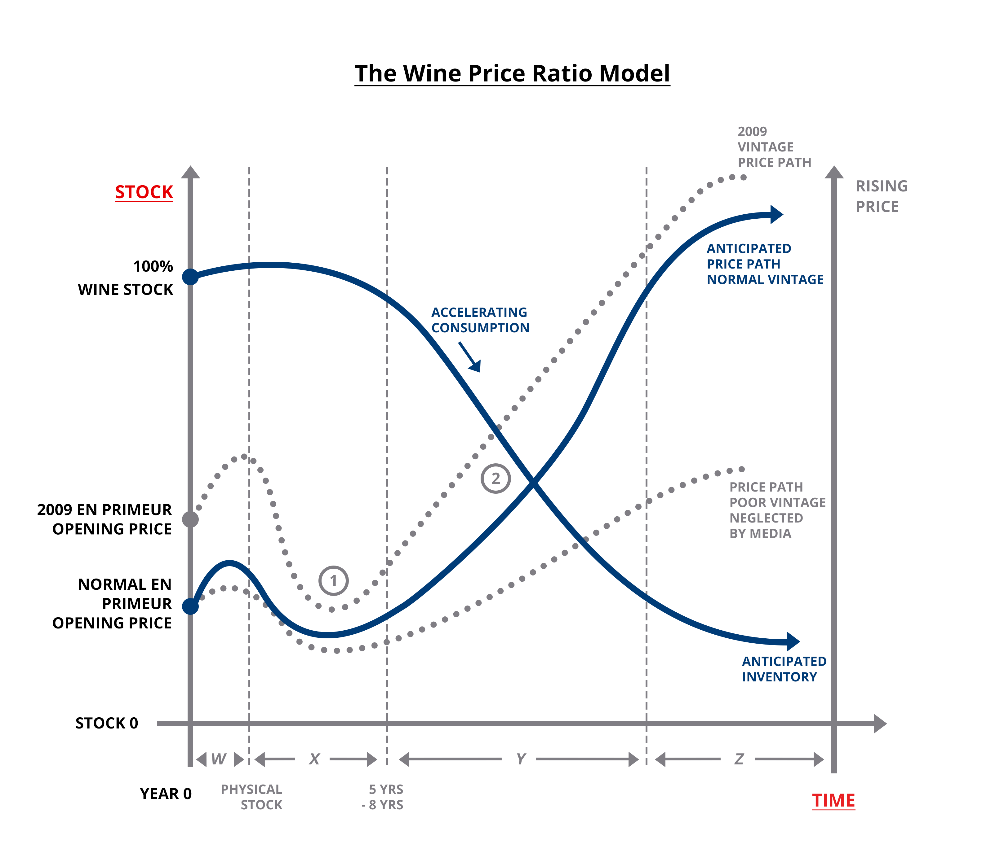 The Wine Price Ratio Model
2009
VINTAGE
PRICE PATH
STOCK
RISING
PRICE
ANTICIPATED
PRICE PATH
NORMAL VINTAGE
100%
WINE STOCK
ACCELERATING
CONSUMPTION
2
PRICE PATH
POOR VINTAGE
NEGLECTED
BY MEDIA
2009 EN PRIMEUR
OPENING PRICE
1
NORMAL EN
PRIMEUR
OPENING PRICE
ANTICIPATED
INVENTORY
STOCK 0
W
X
Y
Z
YEAR 0
PHYSICAL
STOCK
5 YRS
- 8 YRS
TIME